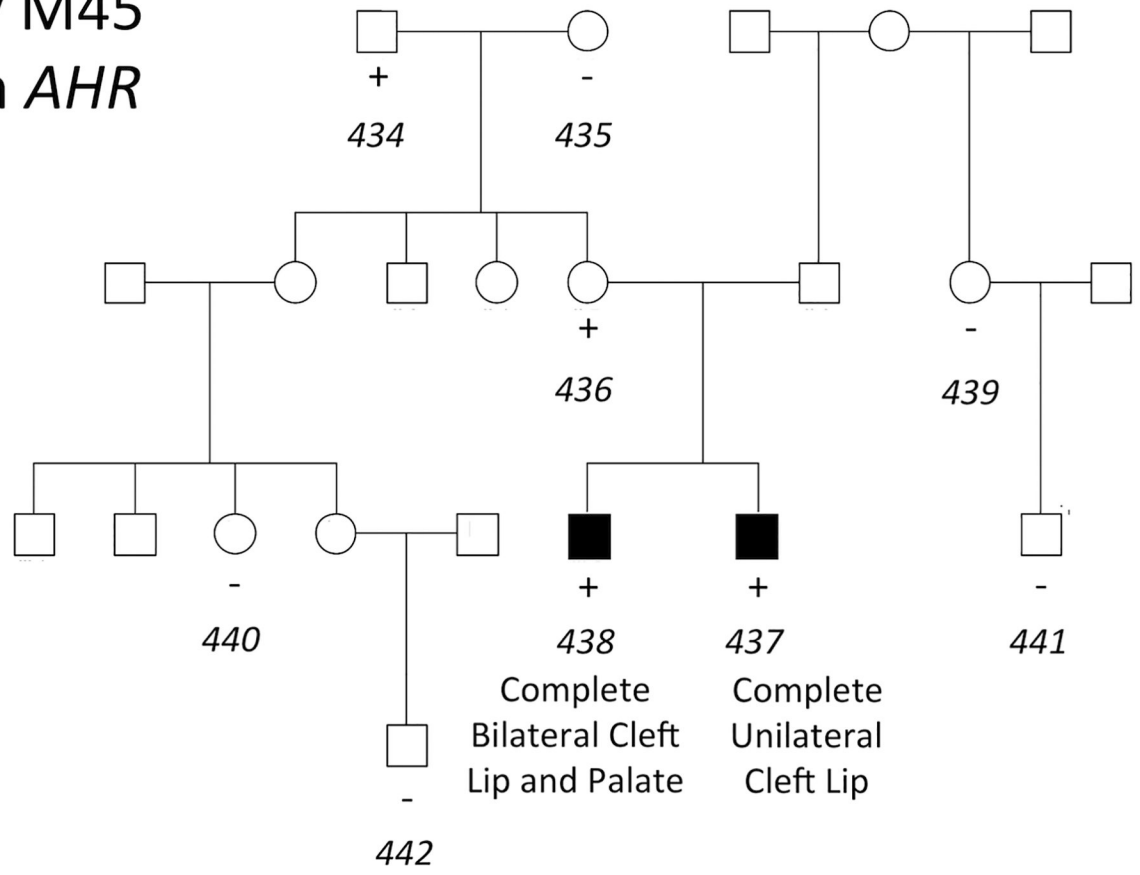 M45
AHR
+ -
434 435
+ -
436 439
- + + -
440 438 437 441
Complete Complete
Bilateral Cleft Unilateral
Lip and Palate Cleft Lip
-
442